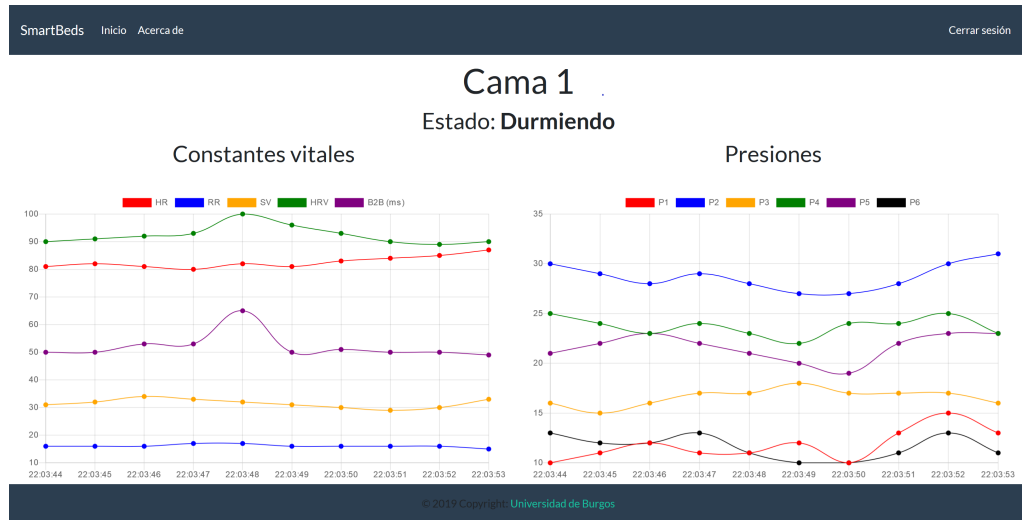 SmartBeds Inicio Acerca de Cerrar sesión
Cama 1
Estado: Durmiendo
Constantes vitales
HR RR SV HRV B2B (ms)
100
90
80
70
60
50
40
30
20
10
22:03:44 22:03:45 22:03:46 22:03:47 22:03:48 22:03:49 22:03:50 22:03:51 22:03:52 22:03:53
Presiones
P1 P2 P3 P4 P5 P6
35
30
25
20
15
10
22:03:44 22:03:45 22:03:46 22:03:47 22:03:48 22:03:49 22:03:50 22:03:51 22:03:52 22:03:53
© 2019 Copyright: Universidad de Burgos